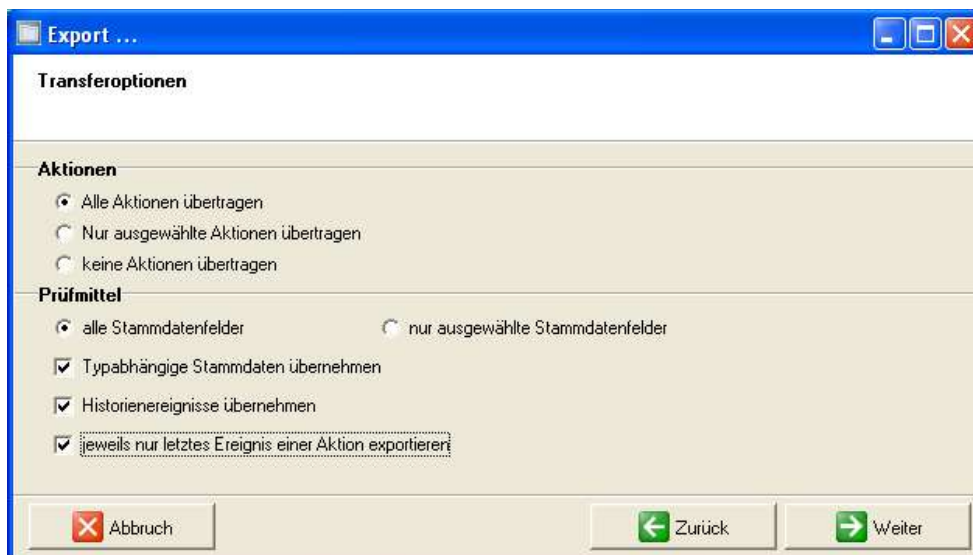 Export ...
Transferoptionen
Aktionen
Alle Aktionen übertragen
Nur ausgewählte Aktionen übertragen
keine Aktionen übertragen
Prüfmittel
alle Stammdatenfelder nur ausgewählte Stammdatenfelder
Typabhängige Stammdaten übernehmen
Historienereignisse übernehmen
jeweils nur letztes Ereignis einer Aktion exportieren
Abbruch Zurück Weiter